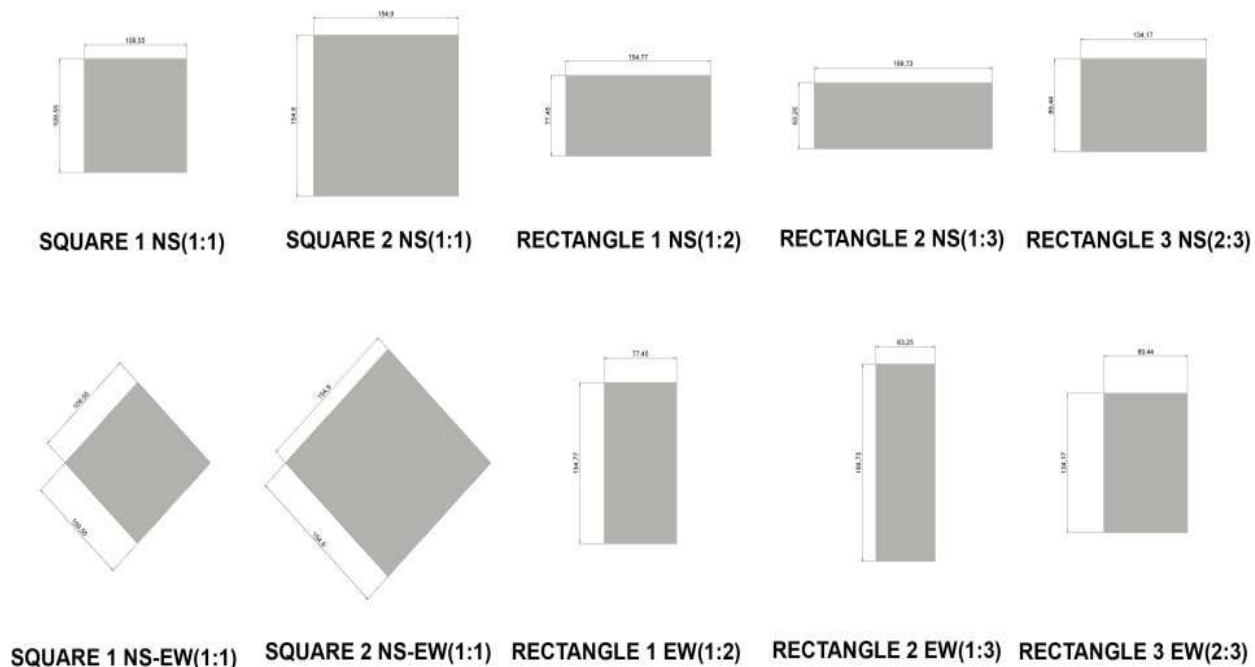 109,55
109,55
SQUARE 1 NS(1:1)
154,9
154,9
SQUARE 2 NS(1:1)
154,77
77,45
RECTANGLE 1 NS(1:2)
189,73
63,25
RECTANGLE 2 NS(1:3)
134,17
89,44
RECTANGLE 3 NS(2:3)
109,55
109,55
SQUARE 1 NS-EW(1:1)
154,9
154,9
SQUARE 2 NS-EW(1:1)
77,45
154,77
RECTANGLE 1 EW(1:2)
63,25
189,73
RECTANGLE 2 EW(1:3)
89,44
134,17
RECTANGLE 3 EW(2:3)